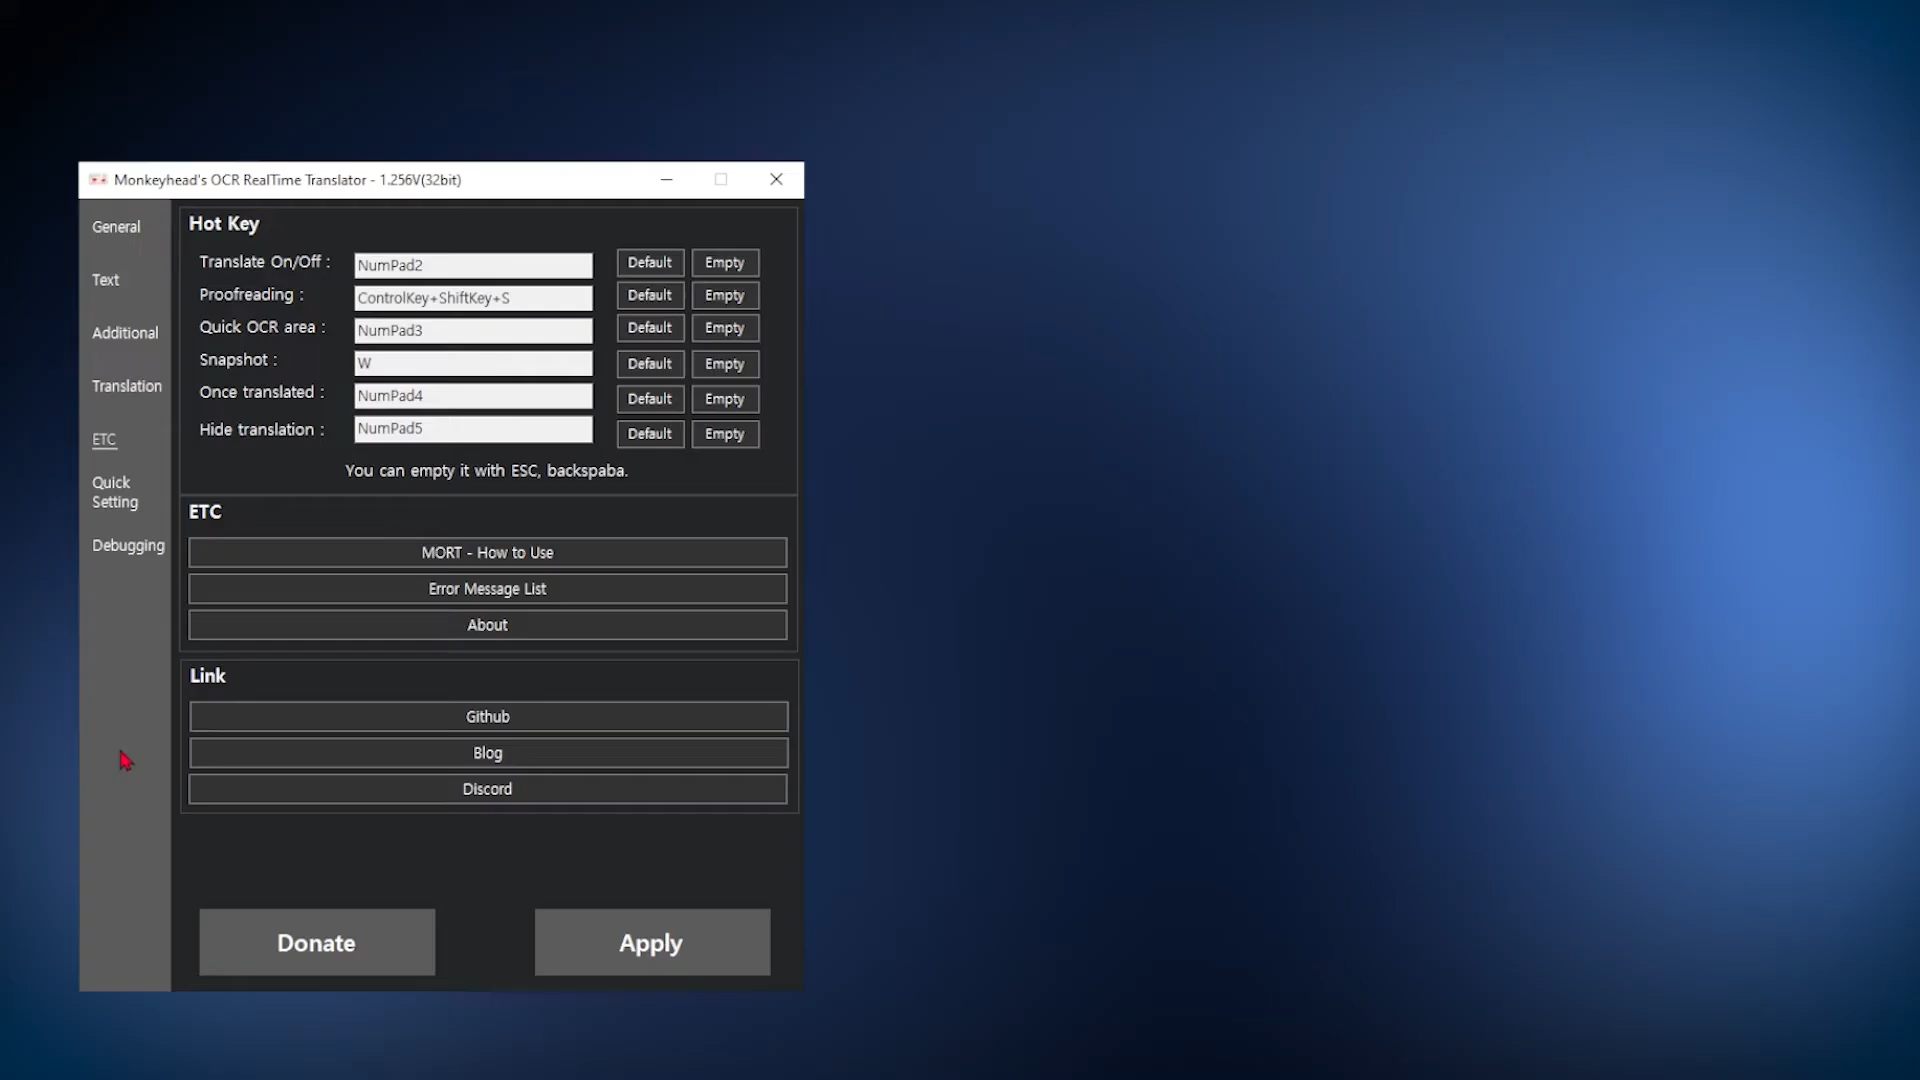 Monkeyhead's OCR RealTime Translator - 1.256V(32bit)
General
Text
Additional
Translation
ETC
Quick
Setting
Debugging
Hot Key
Translate On/Off : NumPad2 Default Empty
Proofreading : ControlKey+ShiftKey+S Default Empty
Quick OCR area : NumPad3 Default Empty
Snapshot : W Default Empty
Once translated : NumPad4 Default Empty
Hide translation : NumPad5 Default Empty
You can empty it with ESC, backspaba.
ETC
MORT - How to Use
Error Message List
About
Link
Github
Blog
Discord
Donate Apply